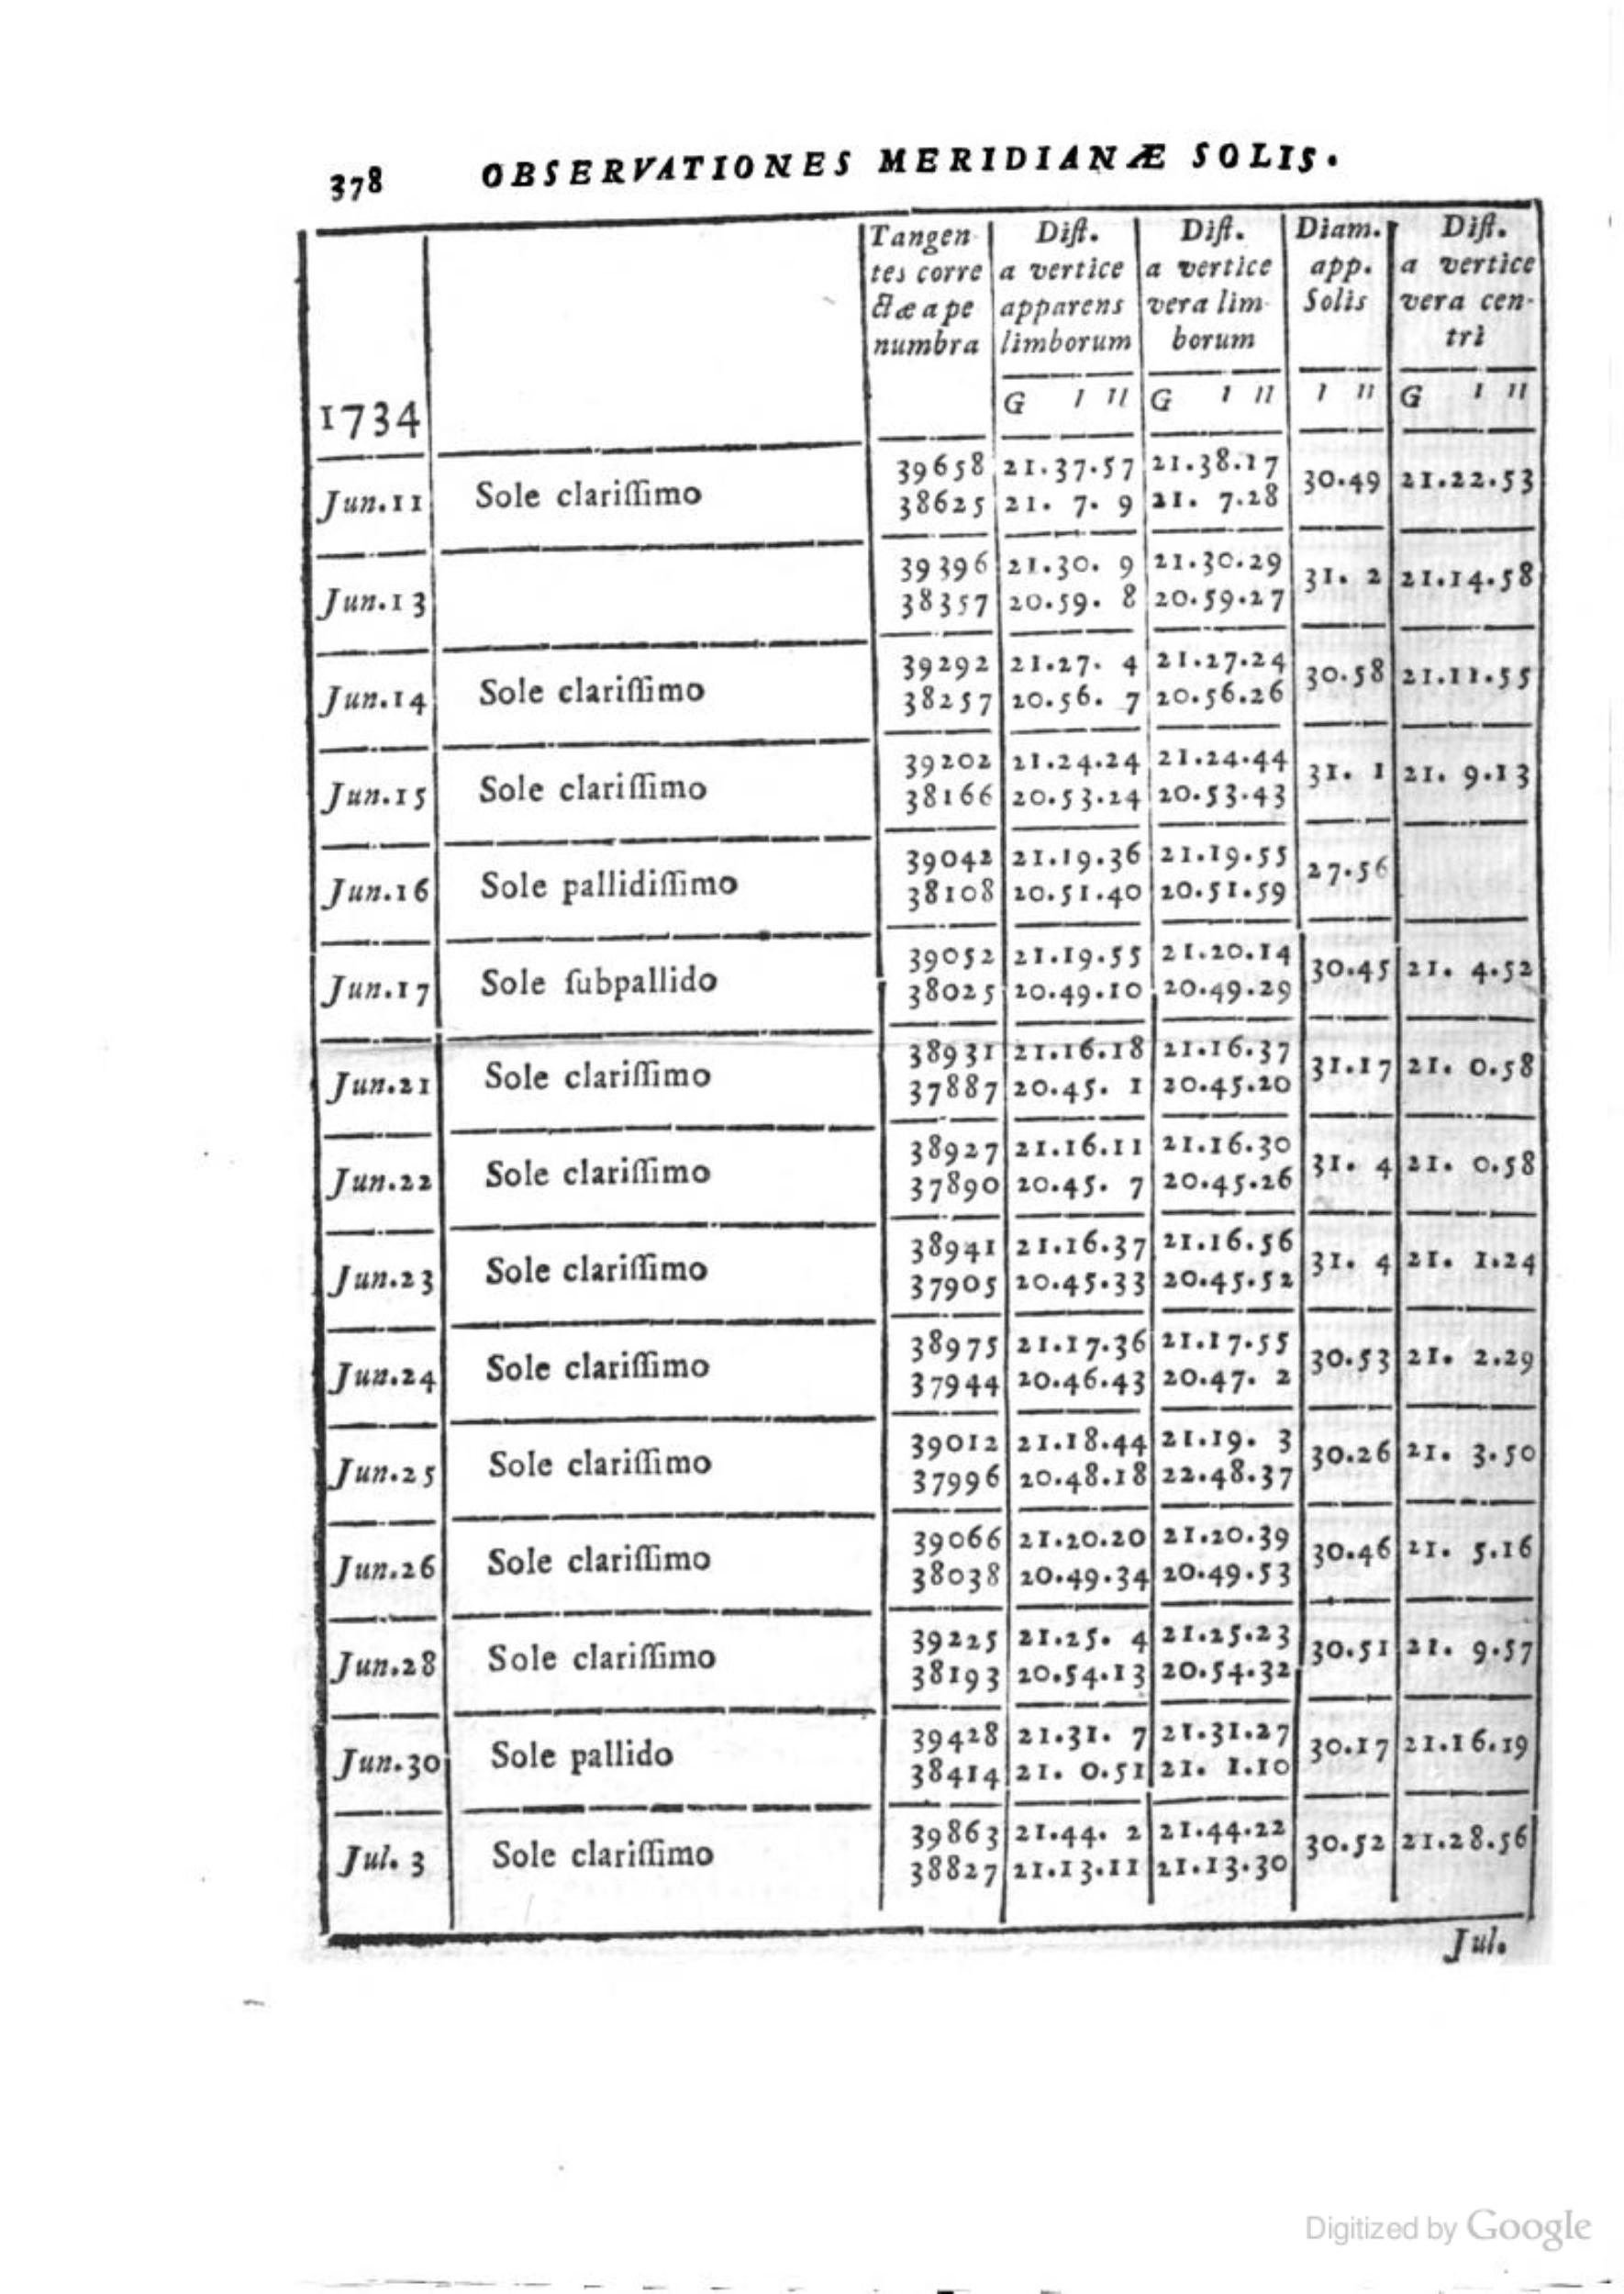 378 OBSERVATIONES MERIDIANÆ SOLIS.
Tangen- Diſt. Diſt. Diam. Diſt.
tes corre a vertice a vertice app. a vertice
ctæ a pe apparens vera lim- Solis vera cen-
numbra limborum borum tri
G I II G I II I II G I II
1734
39658 21.37.57 21.38.17
Jun.11 Sole clariſſimo 30.49 21.22.53
38625 21. 7. 9 21. 7.28
39396 21.30. 9 21.30.29
Jun.13 31. 2 21.14.58
38357 20.59. 8 20.59.27
39292 21.27. 4 21.27.24
Jun.14 Sole clariſſimo 30.58 21.11.55
38257 20.56. 7 20.56.26
39202 21.24.24 21.24.44
Jun.15 Sole clariſſimo 31. 1 21. 9.13
38166 20.53.24 20.53.43
39042 21.19.36 21.19.55
Jun.16 Sole pallidiſſimo 27.56
38108 20.51.40 20.51.59
39052 21.19.55 21.20.14
Jun.17 Sole ſubpallido 30.45 21. 4.52
38025 20.49.10 20.49.29
38931 21.16.18 21.16.37
Jun.21 Sole clariſſimo 31.17 21. 0.58
37887 20.45. 1 20.45.20
38927 21.16.11 21.16.30
Jun.22 Sole clariſſimo 31. 4 21. 0.58
37890 20.45. 7 20.45.26
38941 21.16.37 21.16.56
Jun.23 Sole clariſſimo 31. 4 21. 1.24
37905 20.45.33 20.45.52
38975 21.17.36 21.17.55
Jun.24 Sole clariſſimo 30.53 21. 2.29
37944 20.46.43 20.47. 2
39012 21.18.44 21.19. 3
Jun.25 Sole clariſſimo 30.26 21. 3.50
37996 20.48.18 22.48.37
39066 21.20.20 21.20.39
Jun.26 Sole clariſſimo 30.46 21. 5.16
38038 20.49.34 20.49.53
39225 21.25. 4 21.25.23
Jun.28 Sole clariſſimo 30.51 21. 9.57
38193 20.54.13 20.54.32
39428 21.31. 7 21.31.27
Jun.30 Sole pallido 30.17 21.16.19
38414 21. 0.51 21. 1.10
39863 21.44. 2 21.44.22
Jul. 3 Sole clariſſimo 30.52 21.28.56
38827 21.13.11 21.13.30
Jul.
Digitized by Google